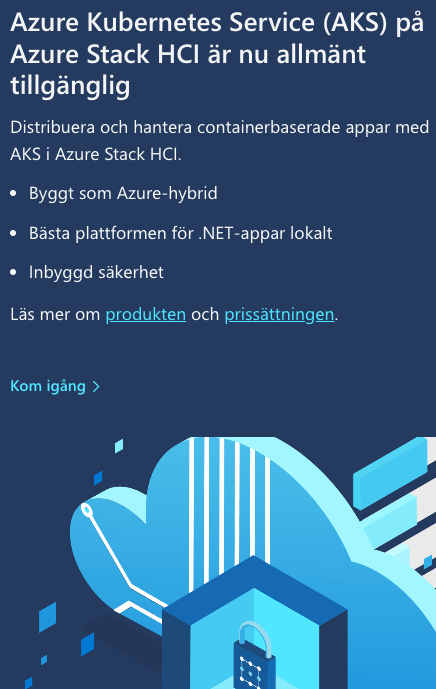 Azure Kubernetes Service (AKS) på
Azure Stack HCI är nu allmänt
tillgänglig
Distribuera och hantera containerbaserade appar med
AKS i Azure Stack HCI.
• Byggt som Azure-hybrid
• Bästa plattformen för .NET-appar lokalt
• Inbyggd säkerhet
Läs mer om produkten och prissättningen.
Kom igång >